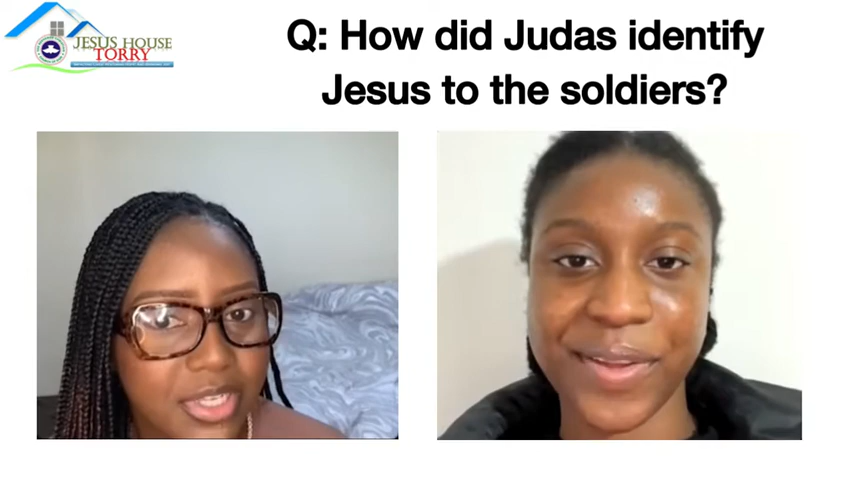 JESUS HOUSE
TORRY
Q: How did Judas identify
Jesus to the soldiers?